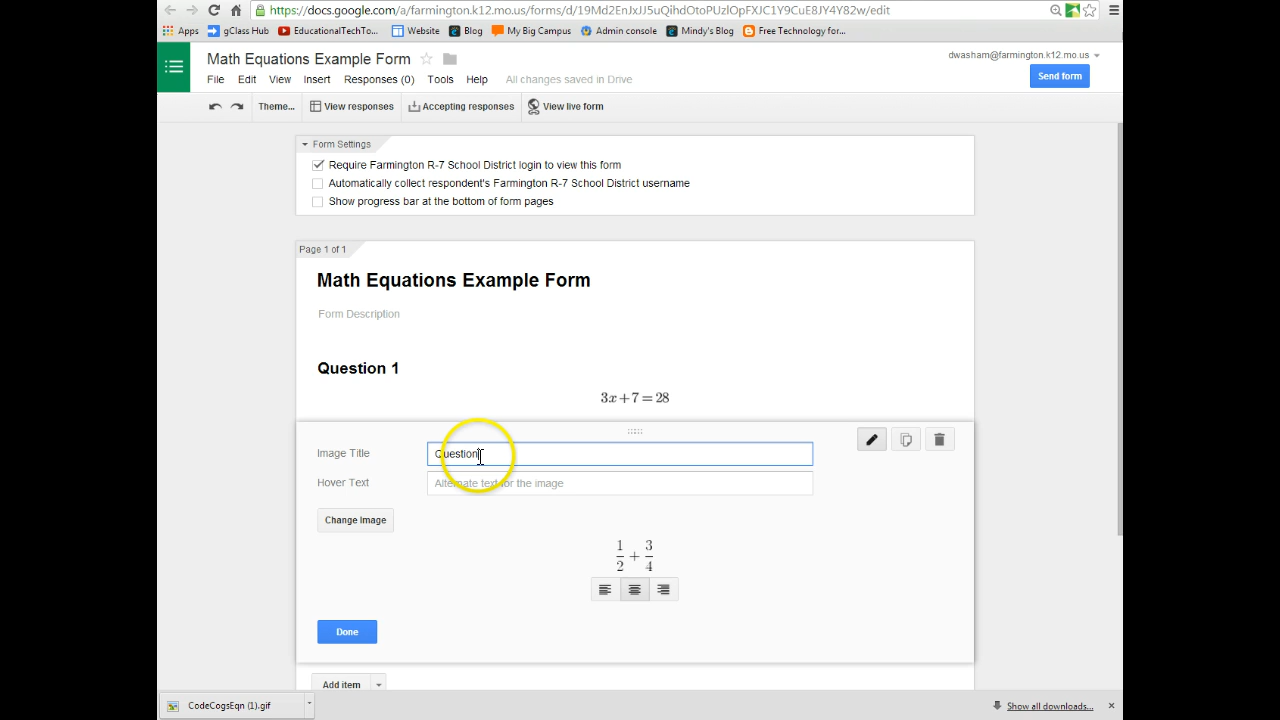 https://docs.google.com/a/farmington.k12.mo.us/forms/d/19Md2EnJxJJ5uQihdOtoPUzlOpFXJC1Y9CuE8JY4Y82w/edit
Apps gClass Hub EducationalTechTo... Website Blog My Big Campus Admin console Mindy's Blog Free Technology for...
Math Equations Example Form
dwasham@farmington.k12.mo.us
File Edit View Insert Responses (0) Tools Help All changes saved in Drive
Send form
Theme... View responses Accepting responses View live form
Form Settings
Require Farmington R-7 School District login to view this form
Automatically collect respondent's Farmington R-7 School District username
Show progress bar at the bottom of form pages
Page 1 of 1
Math Equations Example Form
Form Description
Question 1
3x + 7 = 28
Image Title Question
Hover Text Alternate text for the image
Change Image
1/2 + 3/4
Done
Add item
CodeCogsEqn (1).gif
Show all downloads...